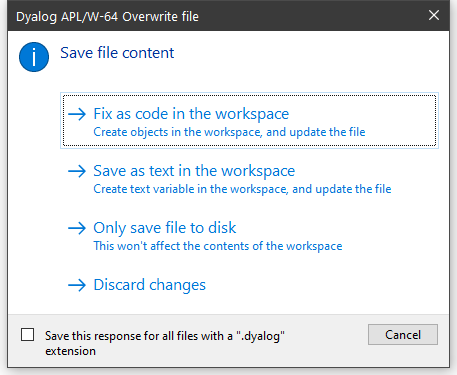 Dyalog APL/W-64 Overwrite file
Save file content
Fix as code in the workspace
Create objects in the workspace, and update the file
Save as text in the workspace
Create text variable in the workspace, and update the file
Only save file to disk
This won't affect the contents of the workspace
Discard changes
Save this response for all files with a ".dyalog"
extension
Cancel